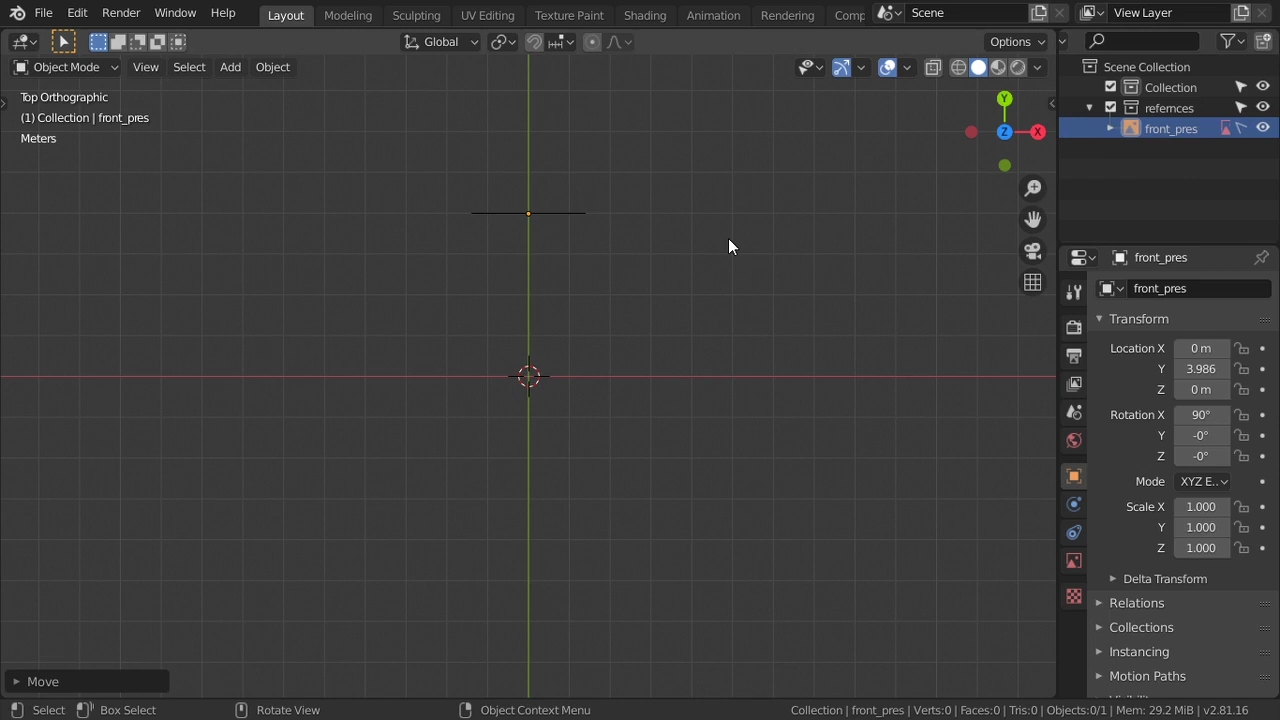 File Edit Render Window Help Layout Modeling Sculpting UV Editing Texture Paint Shading Animation Rendering Comp Scene View Layer
Global Options
Object Mode View Select Add Object
Top Orthographic
(1) Collection | front_pres
Meters
Y
Z X
Scene Collection
Collection
refernces
front_pres
front_pres
front_pres
Transform
Location X 0 m
Y 3.986
Z 0 m
Rotation X 90°
Y -0°
Z -0°
Mode XYZ E..
Scale X 1.000
Y 1.000
Z 1.000
Delta Transform
Relations
Collections
Instancing
Motion Paths
Move
Select Box Select Rotate View Object Context Menu Collection | front_pres | Verts:0 | Faces:0 | Tris:0 | Objects:0/1 | Mem: 29.2 MiB | v2.81.16